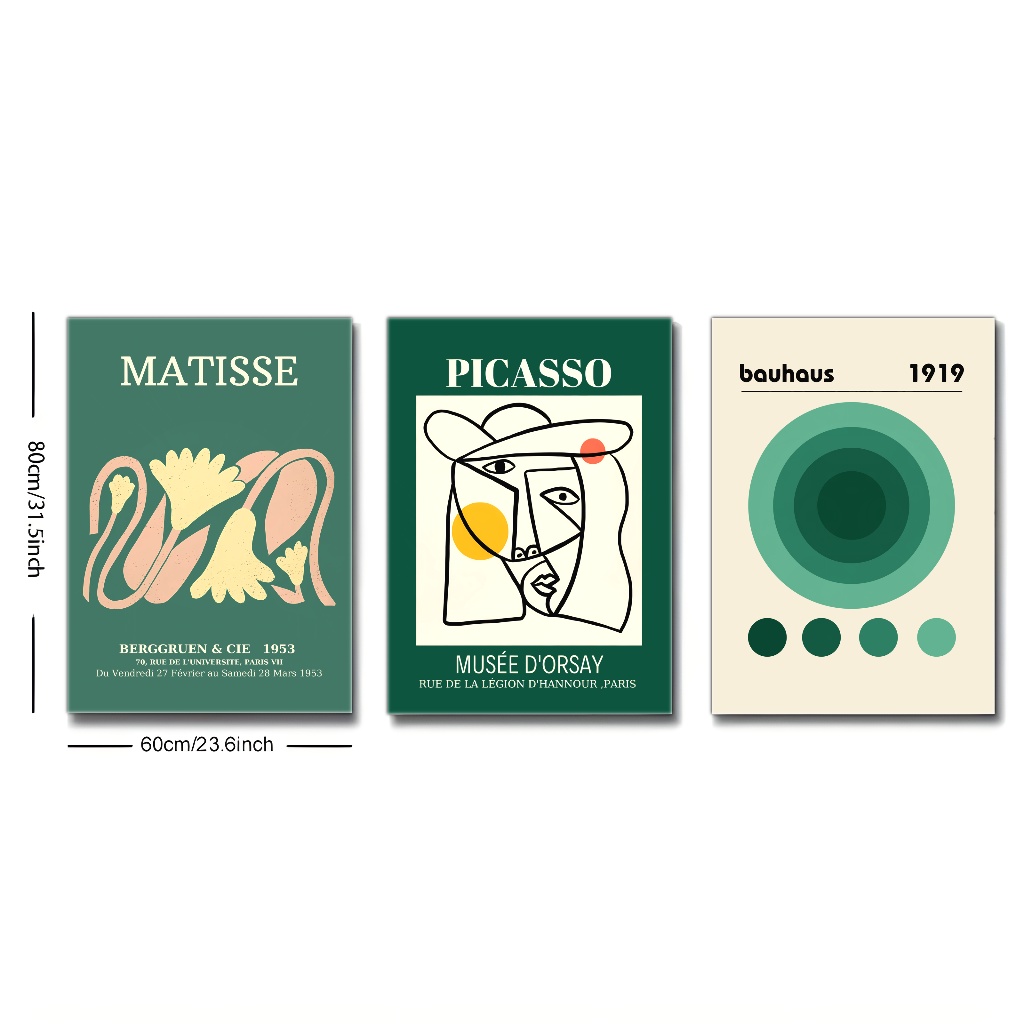 80cm/31.5inch
MATISSE
BERGGRUEN & CIE 1953
70, RUE DE L'UNIVERSITE, PARIS VII
Du Vendredi 27 Février au Samedi 28 Mars 1953
60cm/23.6inch
PICASSO
MUSÉE D'ORSAY
RUE DE LA LÉGION D'HANNOUR ,PARIS
bauhaus 1919